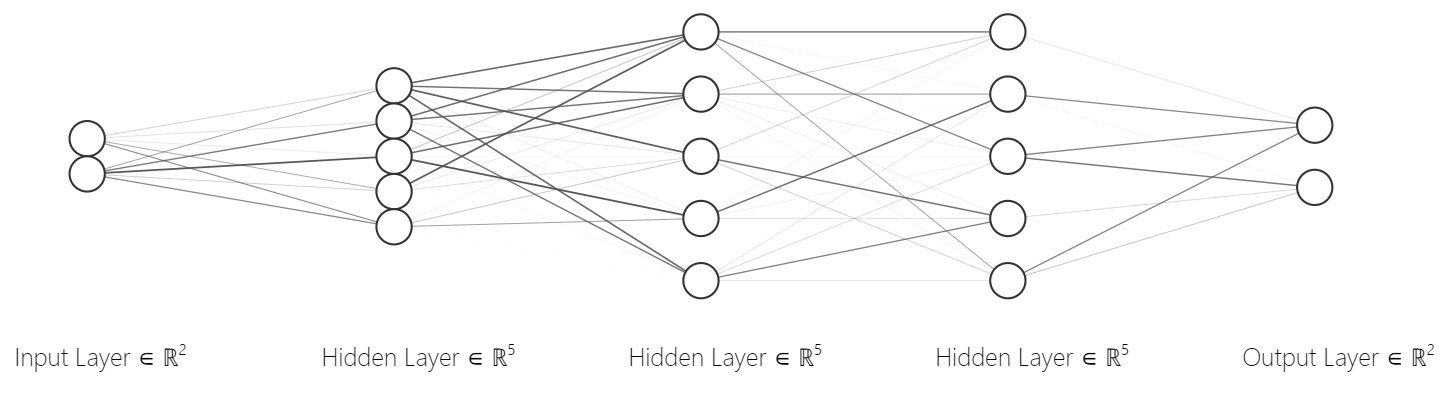 Input Layer ∈ ℝ² Hidden Layer ∈ ℝ⁵ Hidden Layer ∈ ℝ⁵ Hidden Layer ∈ ℝ⁵ Output Layer ∈ ℝ²